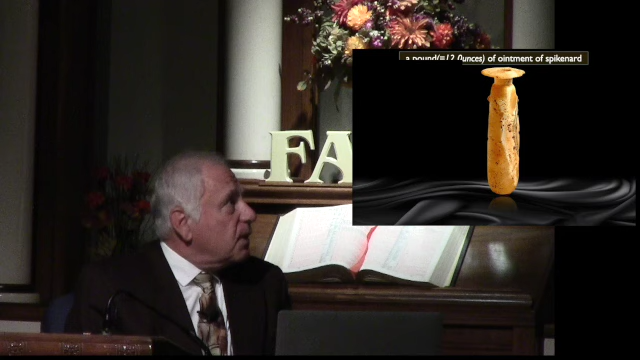 a pound(=12 Ounces) of ointment of spikenard
FA